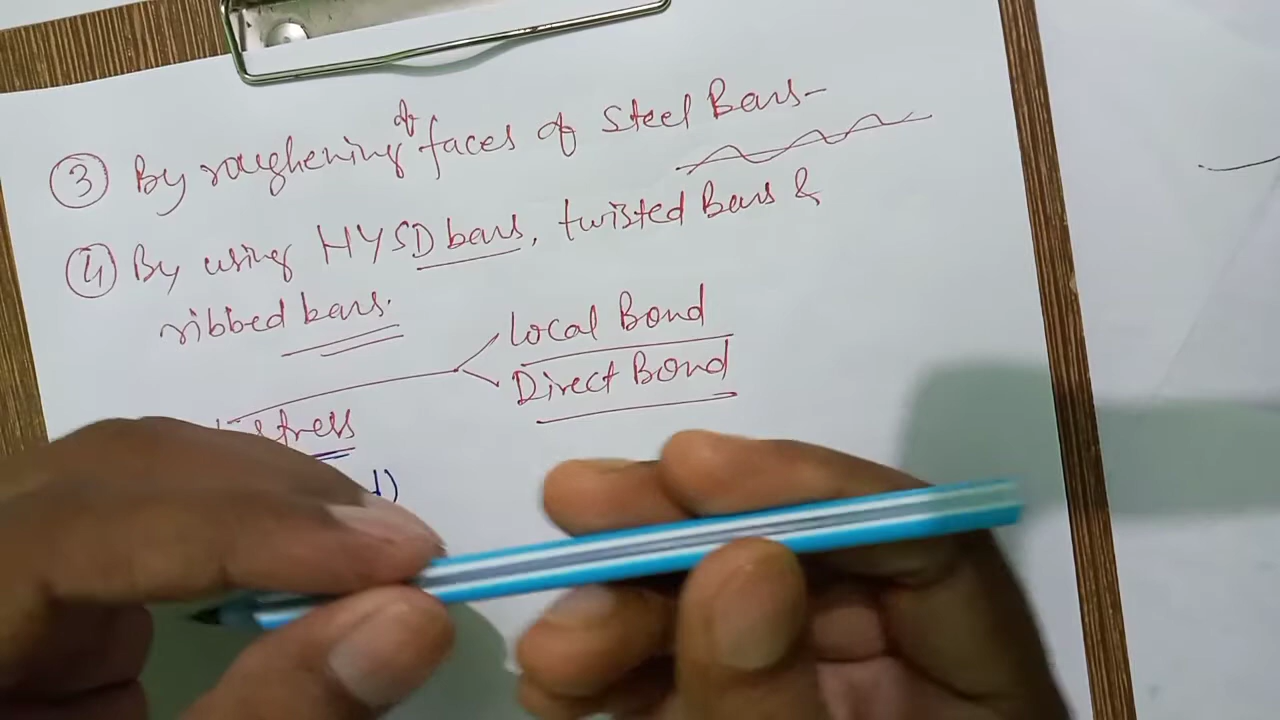 ③ By roughening of faces of Steel Bars-
④ By using HYSD bars, twisted Bars &
ribbed bars.
Local Bond
Direct Bond
stress
d)